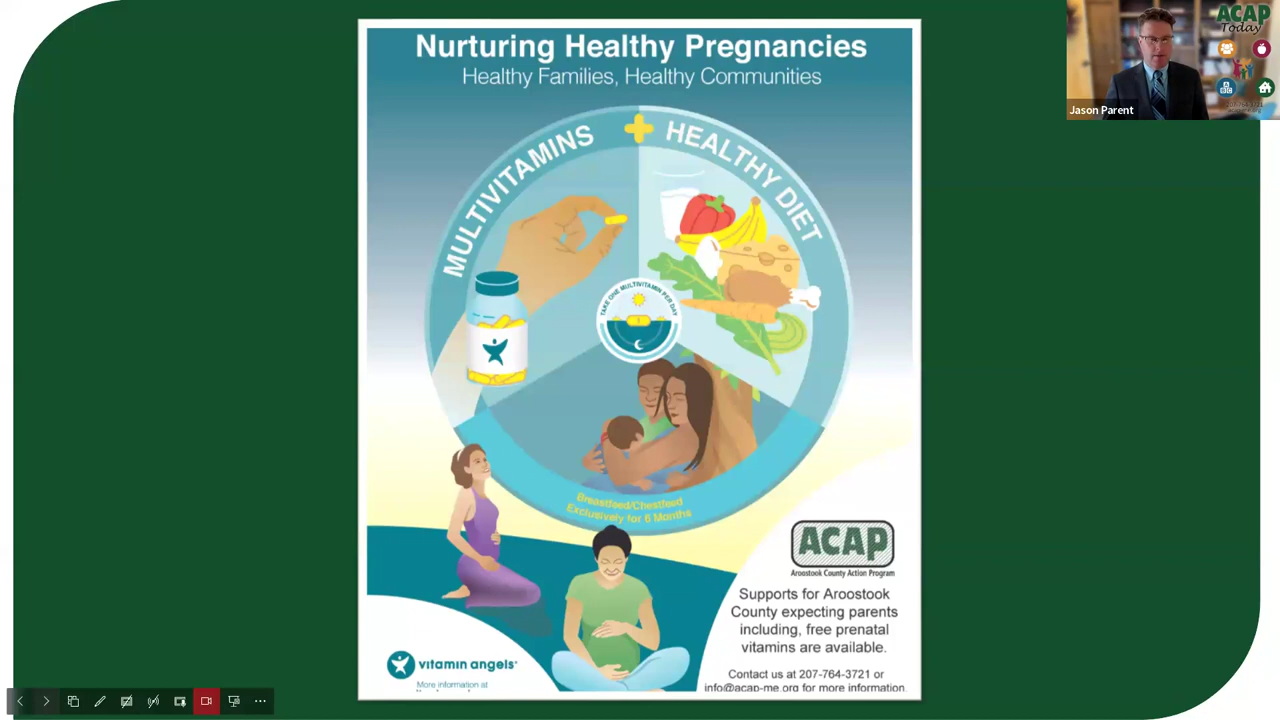 Nurturing Healthy Pregnancies
Healthy Families, Healthy Communities
MULTIVITAMINS
HEALTHY DIET
TAKE ONE MULTIVITAMIN PER DAY
Breastfeed/Chestfeed
Exclusively for 6 Months
ACAP
Aroostook County Action Program
Supports for Aroostook
County expecting parents
including, free prenatal
vitamins are available.
Contact us at 207-764-3721 or
info@acap-me.org for more information.
vitamin angels
More information at
ACAP
Today
ABC
Jason Parent